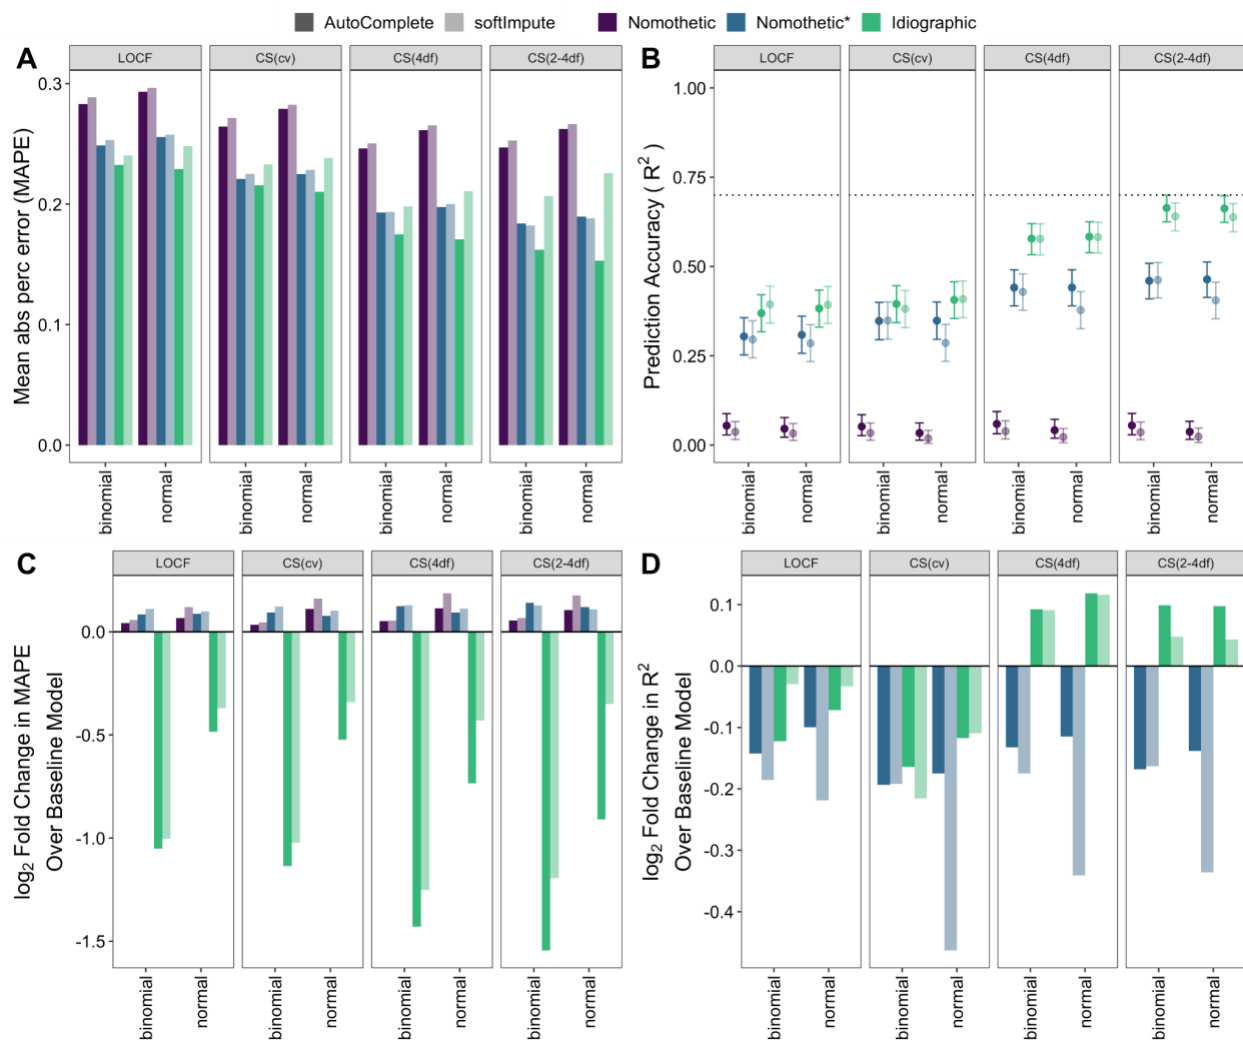 AutoComplete softImpute Nomothetic Nomothetic* Idiographic
A
LOCF CS(cv) CS(4df) CS(2-4df)
Mean abs perc error (MAPE)
0.3
0.2
0.1
0.0
binomial normal binomial normal binomial normal binomial normal
B
LOCF CS(cv) CS(4df) CS(2-4df)
Prediction Accuracy ( R² )
1.00
0.75
0.50
0.25
0.00
binomial normal binomial normal binomial normal binomial normal
C
LOCF CS(cv) CS(4df) CS(2-4df)
log₂ Fold Change in MAPE
Over Baseline Model
0.0
-0.5
-1.0
-1.5
binomial normal binomial normal binomial normal binomial normal
D
LOCF CS(cv) CS(4df) CS(2-4df)
log₂ Fold Change in R²
Over Baseline Model
0.1
0.0
-0.1
-0.2
-0.3
-0.4
binomial normal binomial normal binomial normal binomial normal